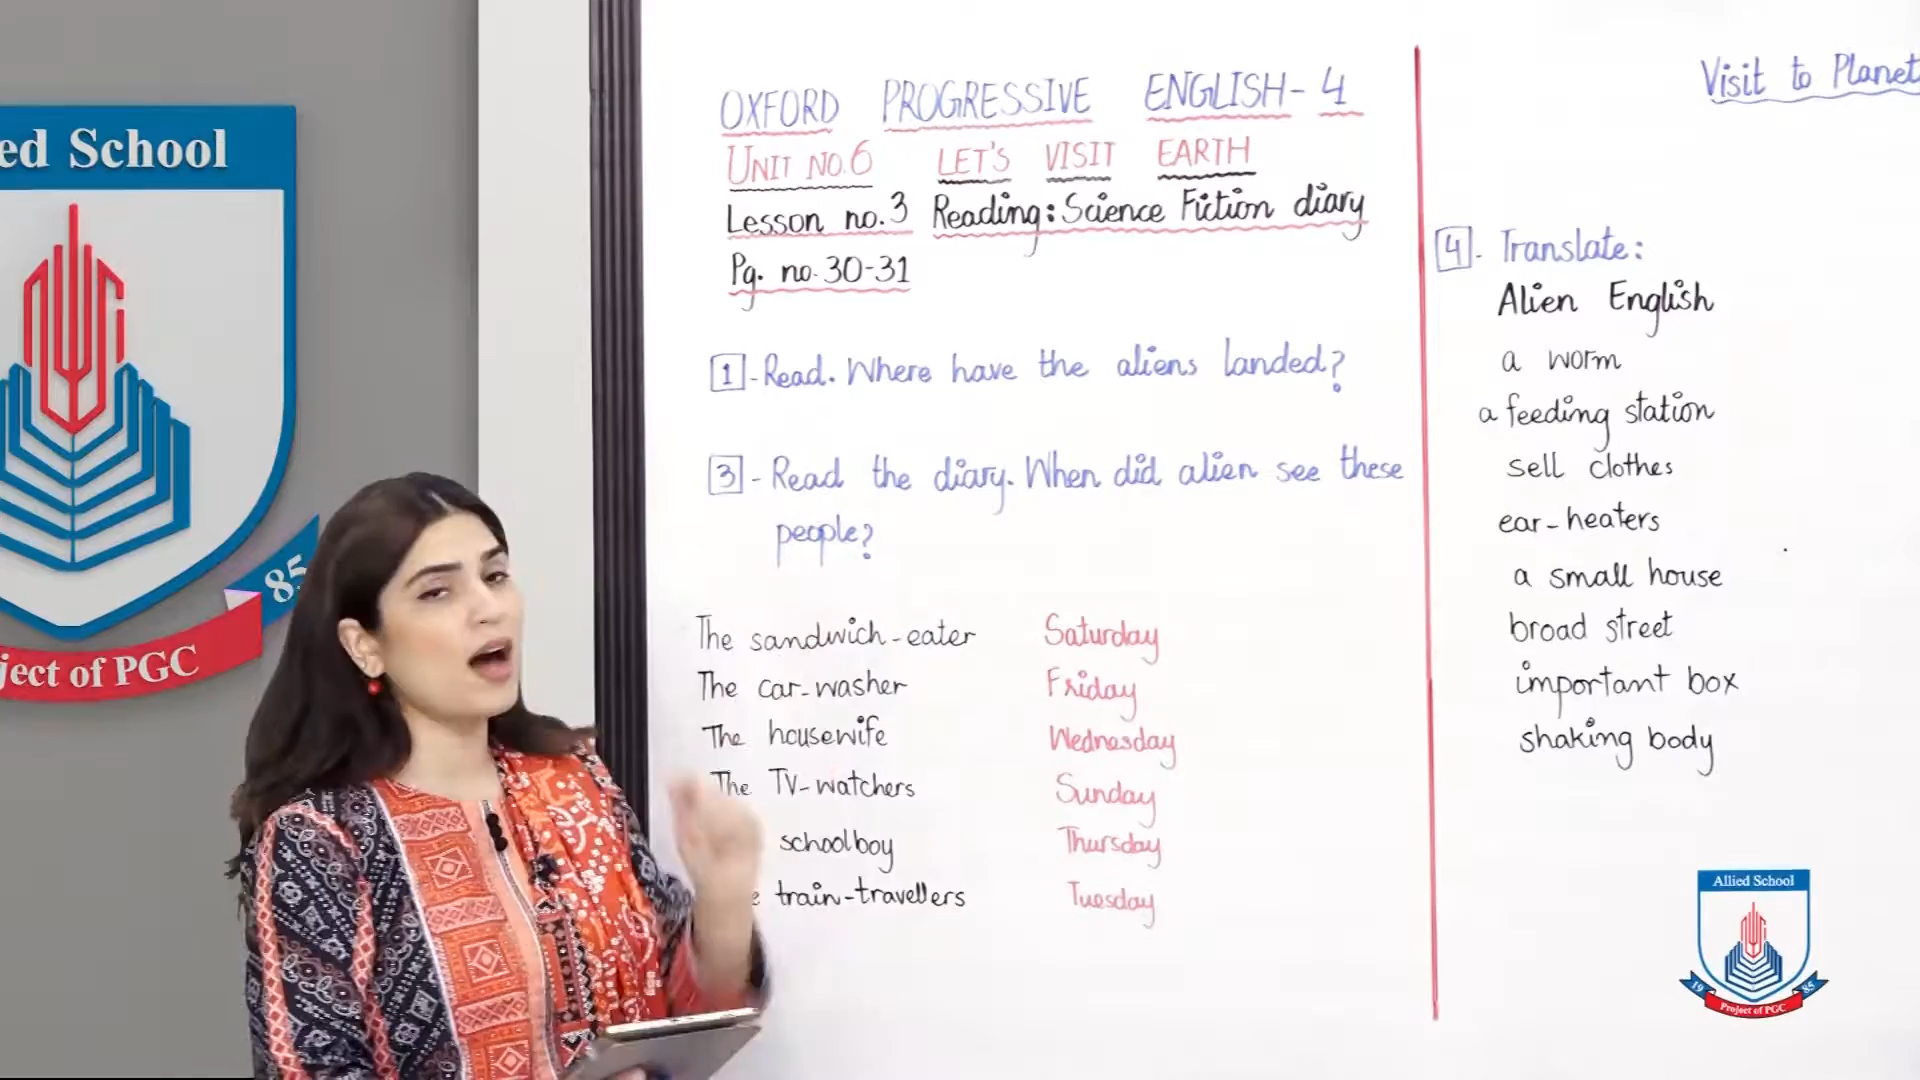 ed School
85
ject of PGC
OXFORD PROGRESSIVE ENGLISH-4
UNIT NO.6 LET'S VISIT EARTH
Lesson no.3 Reading: Science Fiction diary
Pg. no.30-31
1 - Read. Where have the aliens landed?
3 - Read the diary. When did alien see these
people?
The sandwich-eater Saturday
The car-washer Friday
The housewife Wednesday
The TV-watchers Sunday
schoolboy Thursday
e train-travellers Tuesday
Visit to Planet
4 - Translate:
Alien English
a worm
a feeding station
sell clothes
ear-heaters
a small house
broad street
important box
shaking body
Allied School
19 85
Project of PGC